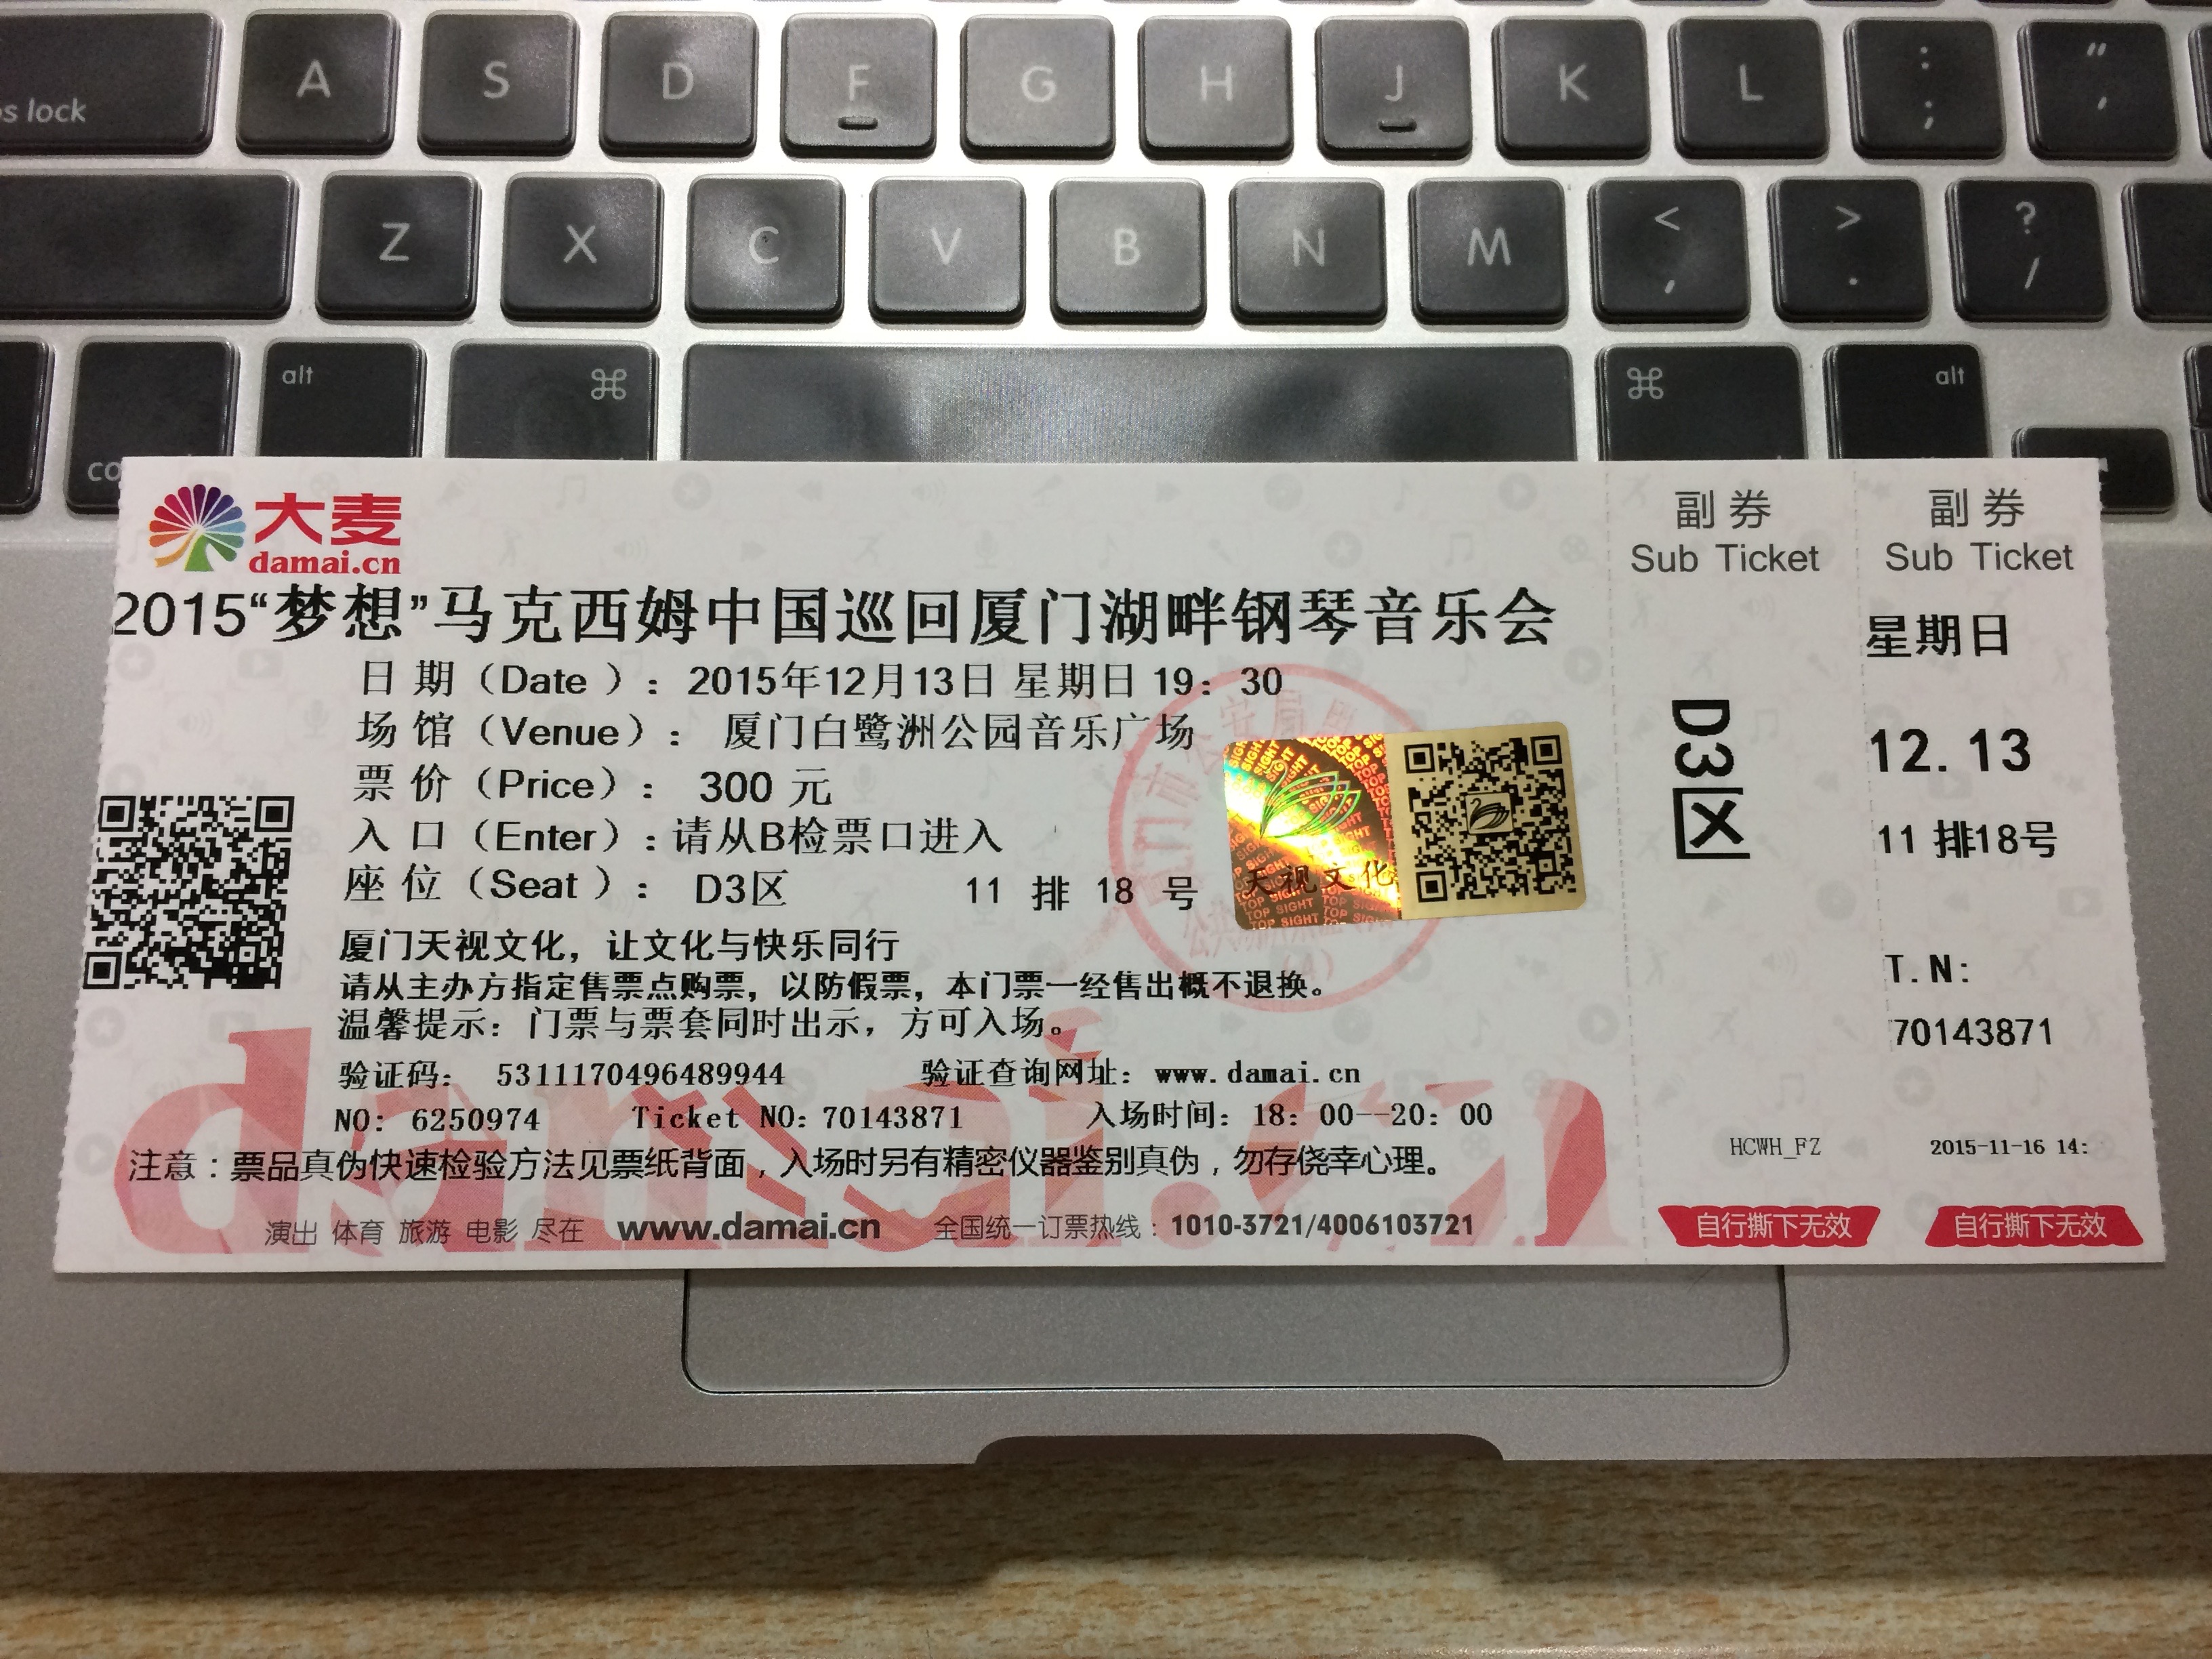 s lock A S D F G H J K L : ; " '
Z X C V B N M < , > . ? /
alt ⌘ ⌘ alt
大麦
damai.cn
2015“梦想”马克西姆中国巡回厦门湖畔钢琴音乐会
日 期（Date ）： 2015年12月13日 星期日 19：30
场 馆（Venue）： 厦门白鹭洲公园音乐广场
票 价（Price）： 300 元
入 口（Enter）：请从B检票口进入
座 位（Seat ）： D3区 11 排 18 号
天视文化
TOP SIGHT
厦门天视文化，让文化与快乐同行
请从主办方指定售票点购票，以防假票，本门票一经售出概不退换。
温馨提示：门票与票套同时出示，方可入场。
验证码： 5311170496489944 验证查询网址：www.damai.cn
NO: 6250974 Ticket NO: 70143871 入场时间：18：00--20：00
注意：票品真伪快速检验方法见票纸背面，入场时另有精密仪器鉴别真伪，勿存侥幸心理。
damai.cn
演出 体育 旅游 电影 尽在 www.damai.cn 全国统一订票热线：1010-3721/4006103721
副 券
Sub Ticket
D3区
HCWH_FZ
自行撕下无效
副 券
Sub Ticket
星期日
12.13
11 排18号
T.N:
70143871
2015-11-16 14:
自行撕下无效